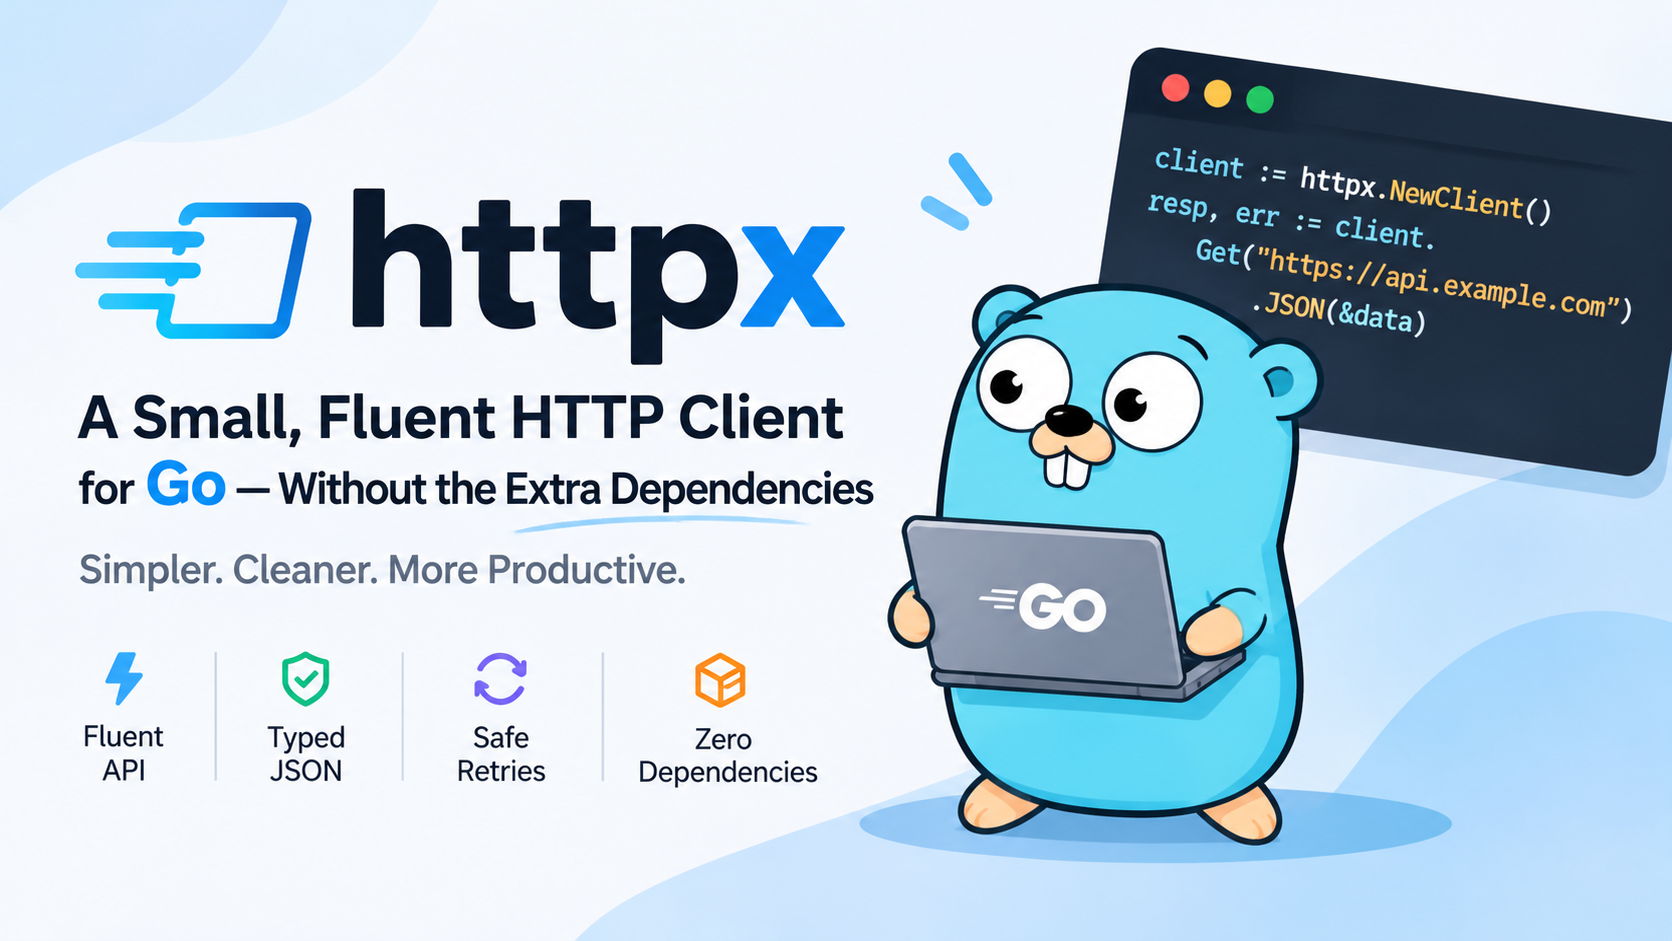 httpx
A Small, Fluent HTTP Client
for Go — Without the Extra Dependencies
Simpler. Cleaner. More Productive.
Fluent
API
Typed
JSON
Safe
Retries
Zero
Dependencies
client := httpx.NewClient()
resp, err := client.
Get("https://api.example.com”)
.JSON(&data)
GO